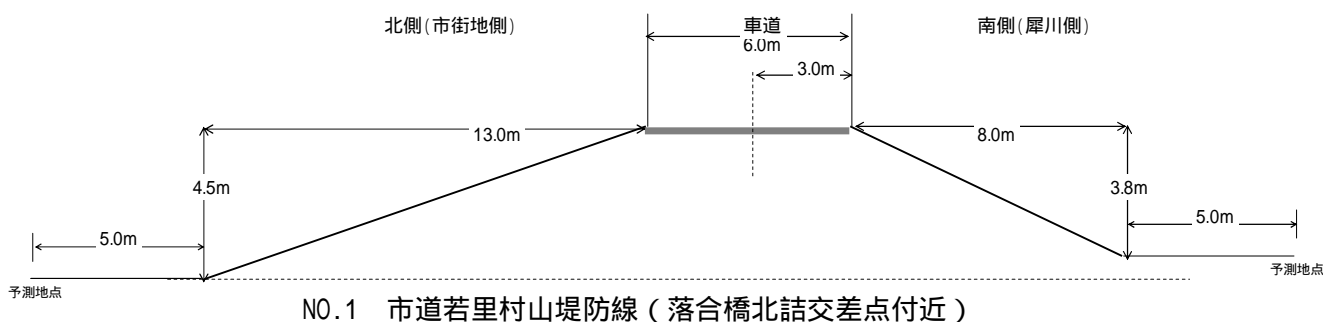 北側(市街地側)
車道
南側(犀川側)
6.0m
3.0m
13.0m
8.0m
4.5m
3.8m
5.0m
5.0m
予測地点
予測地点
NO.1 市道若里村山堤防線(落合橋北詰交差点付近)